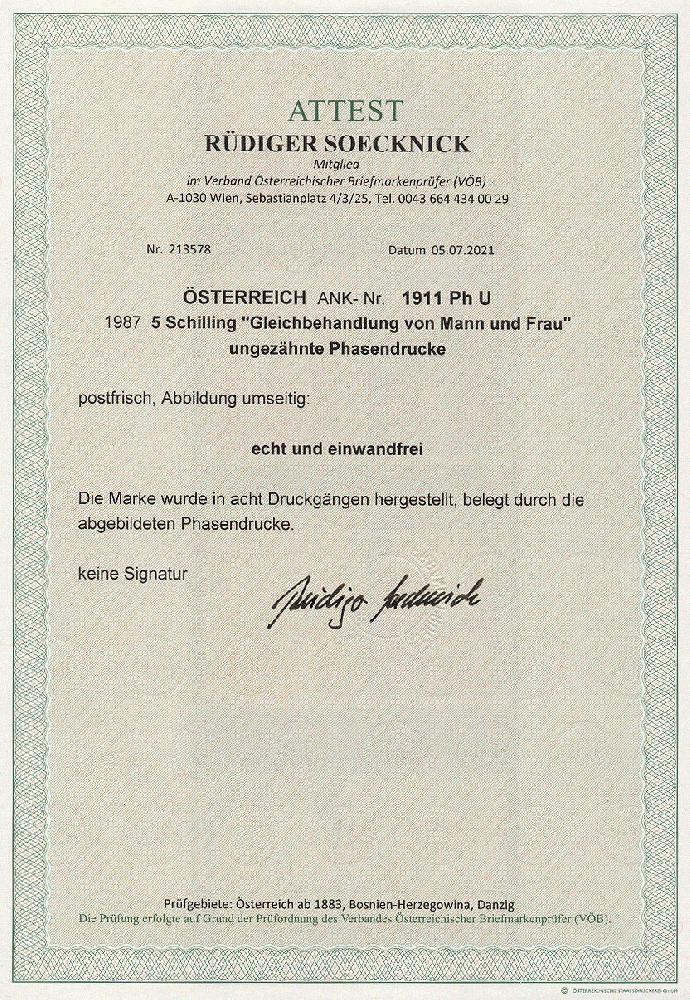 ATTEST
RÜDIGER SOECKNICK
Mitglied
im Verband Österreichischer Briefmarkenprüfer (VÖB)
A-1030 Wien, Sebastianplatz 4/3/25, Tel. 0043 664 434 00 29
Nr. 213578 Datum 05.07.2021
ÖSTERREICH ANK- Nr. 1911 Ph U
1987 5 Schilling "Gleichbehandlung von Mann und Frau"
ungezähnte Phasendrucke
postfrisch, Abbildung umseitig:
echt und einwandfrei
Die Marke wurde in acht Druckgängen hergestellt, belegt durch die
abgebildeten Phasendrucke.
keine Signatur
Prüfgebiete: Österreich ab 1883, Bosnien-Herzegowina, Danzig
Die Prüfung erfolgte auf Grund der Prüfordnung des Verbandes Österreichischer Briefmarkenprüfer (VÖB).
© ÖSTERREICHISCHE STAATSDRUCKEREI GmbH